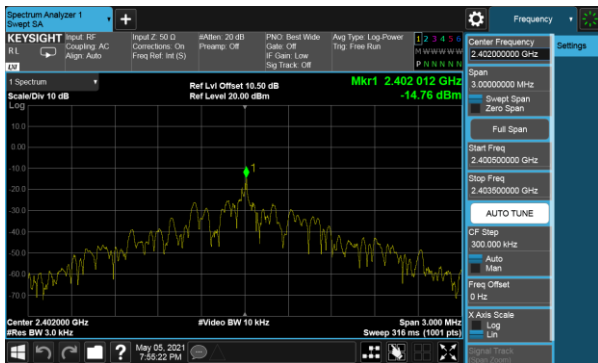 Spectrum Analyzer 1
Swept SA
Frequency
KEYSIGHT
Input: RF
Coupling: AC
Align: Auto
Input Z: 50 Ω
Corrections: On
Freq Ref: Int (S)
#Atten: 20 dB
Preamp: Off
PNO: Best Wide
Gate: Off
IF Gain: Low
Sig Track: Off
Avg Type: Log-Power
Trig: Free Run
1 2 3 4 5 6
M W W W W W
P N N N N N
RL
LXI
1 Spectrum
Scale/Div 10 dB
Ref Lvl Offset 10.50 dB
Ref Level 20.00 dBm
Mkr1 2.402 012 GHz
-14.76 dBm
Log
10.0
0.00
-10.0
-20.0
-30.0
-40.0
-50.0
-60.0
-70.0
1
Center 2.402000 GHz
#Res BW 3.0 kHz
#Video BW 10 kHz
Span 3.000 MHz
Sweep 316 ms (1001 pts)
May 05, 2021
7:55:22 PM
?
Center Frequency
2.402000000 GHz
Settings
Span
3.00000000 MHz
Swept Span
Zero Span
Full Span
Start Freq
2.400500000 GHz
Stop Freq
2.403500000 GHz
AUTO TUNE
CF Step
300.000 kHz
Auto
Man
Freq Offset
0 Hz
X Axis Scale
Log
Lin
Signal Track
(Span Zoom)